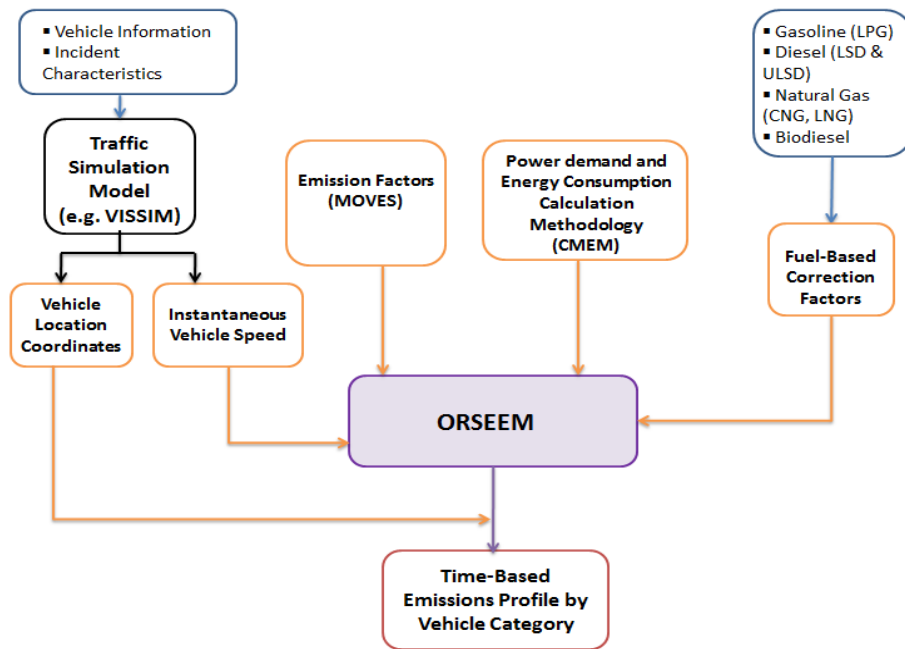 ▪ Vehicle Information
▪ Incident
Characteristics
▪ Gasoline (LPG)
▪ Diesel (LSD &
ULSD)
▪ Natural Gas
(CNG, LNG)
▪ Biodiesel
Traffic
Simulation
Model
(e.g. VISSIM)
Emission Factors
(MOVES)
Power demand and
Energy Consumption
Calculation
Methodology
(CMEM)
Fuel-Based
Correction
Factors
Vehicle
Location
Coordinates
Instantaneous
Vehicle Speed
ORSEEM
Time-Based
Emissions Profile by
Vehicle Category